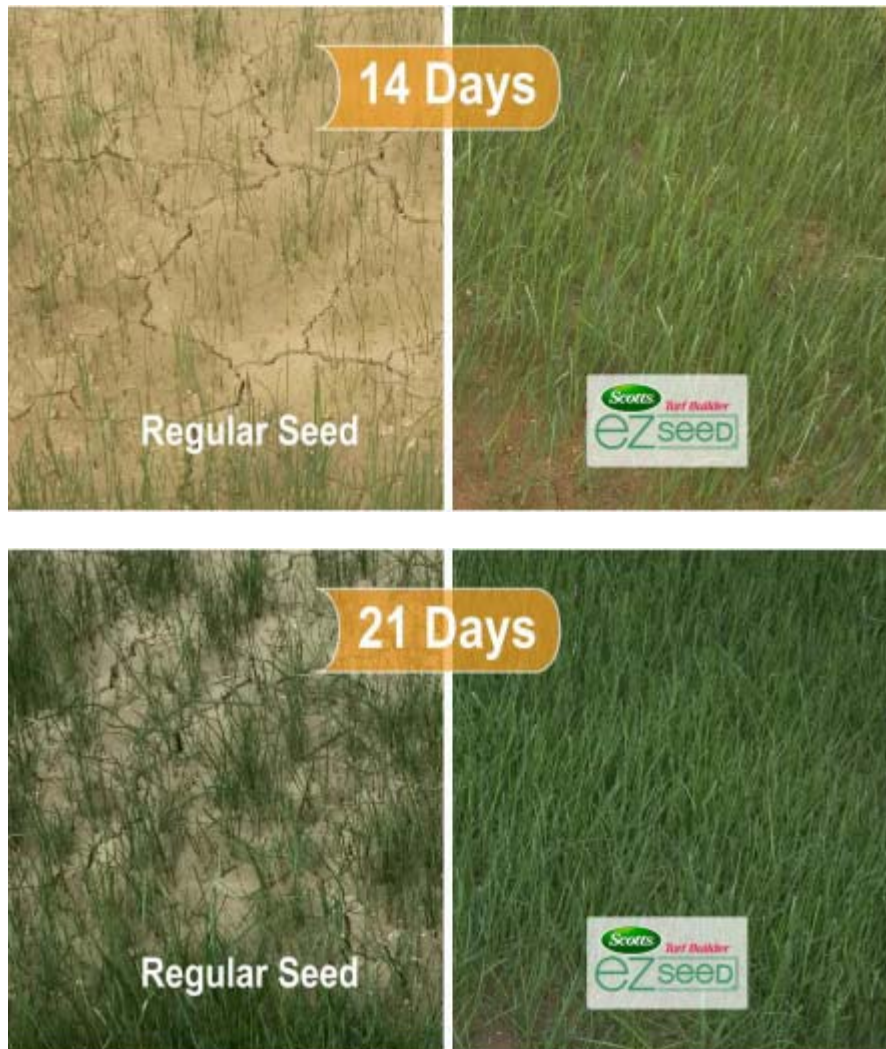 14 Days
Regular Seed
Scotts
Turf Builder
EZ SEED
21 Days
Regular Seed
Scotts
Turf Builder
EZ SEED